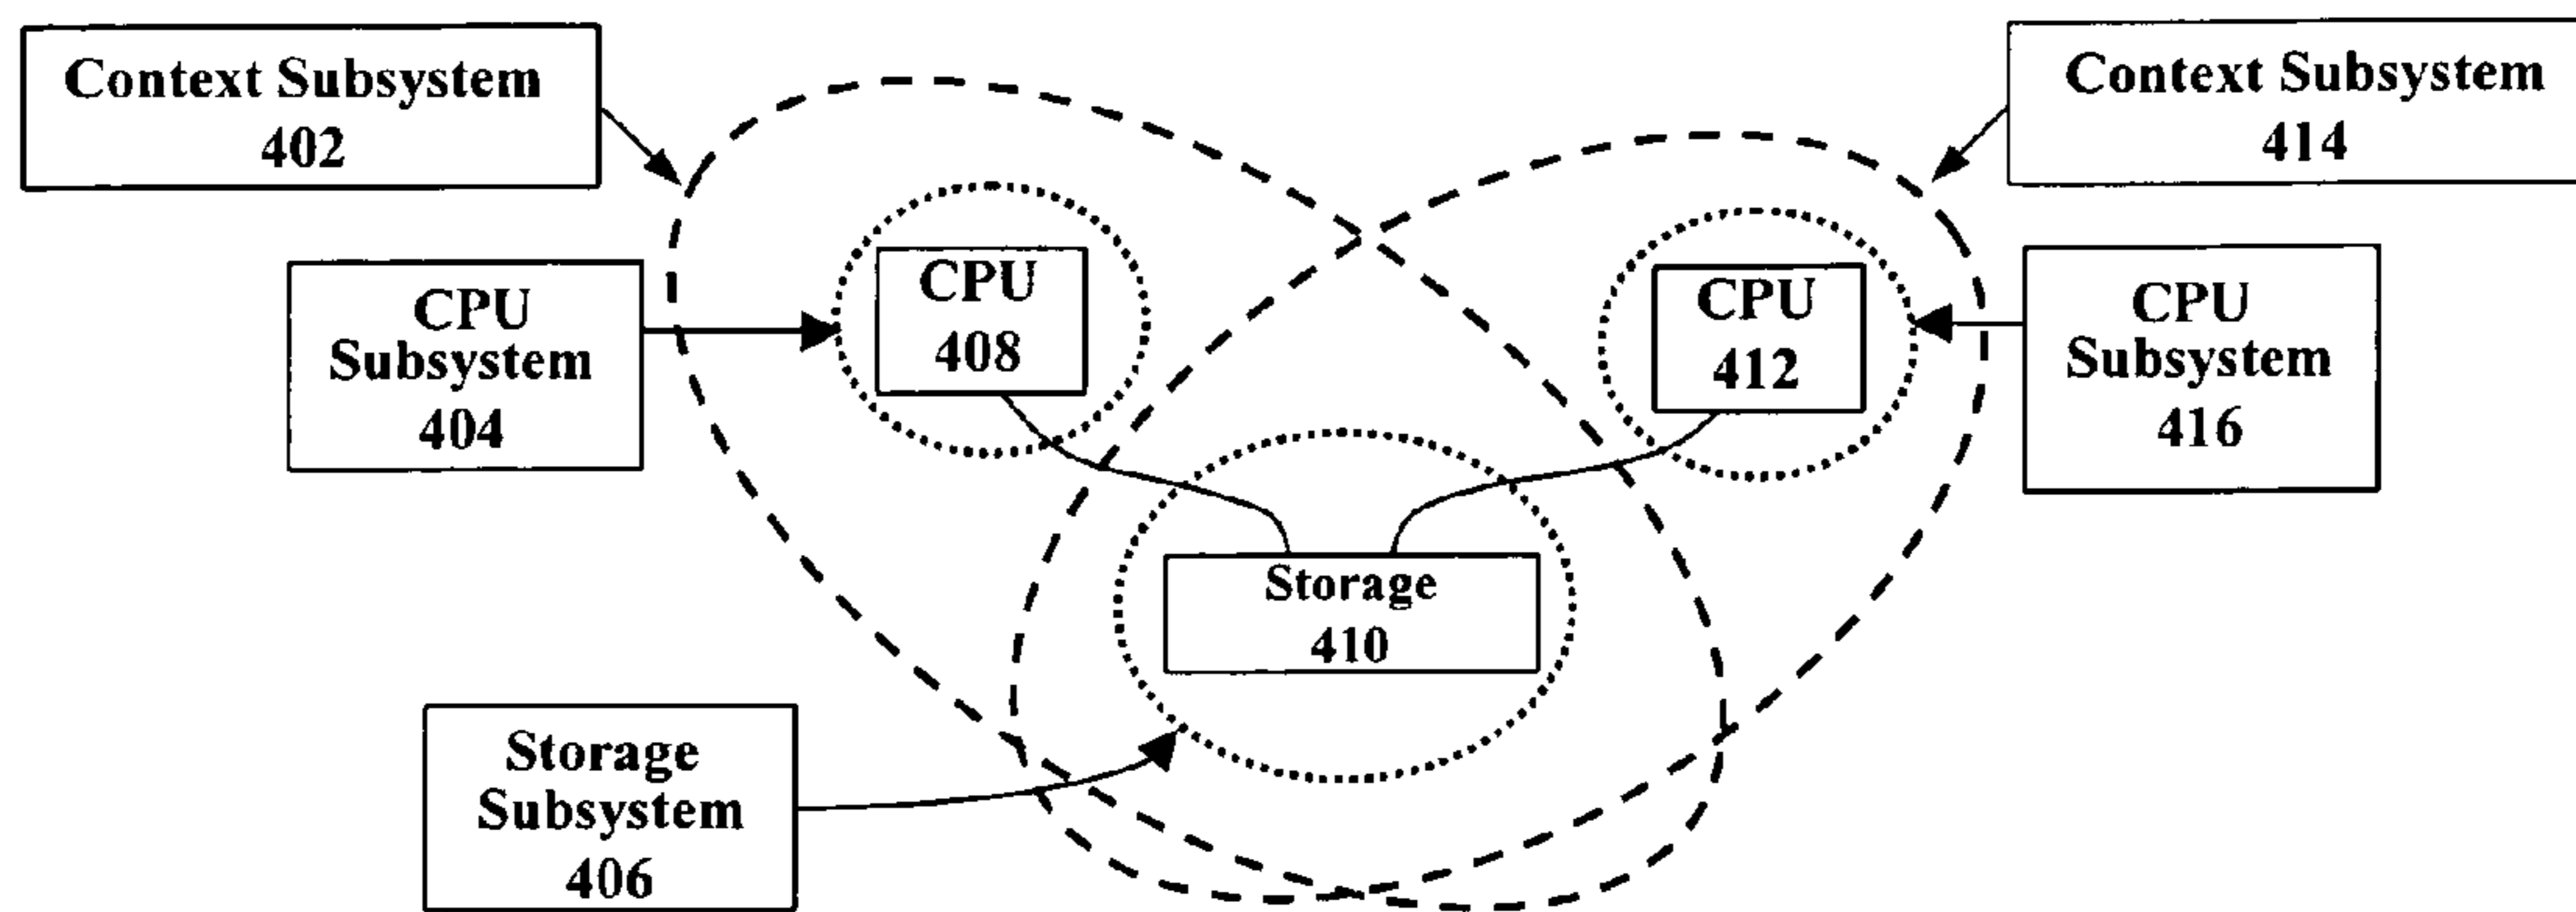 Context Subsystem
402
Context Subsystem
414
CPU
Subsystem
404
CPU
408
CPU
412
CPU
Subsystem
416
Storage
410
Storage
Subsystem
406